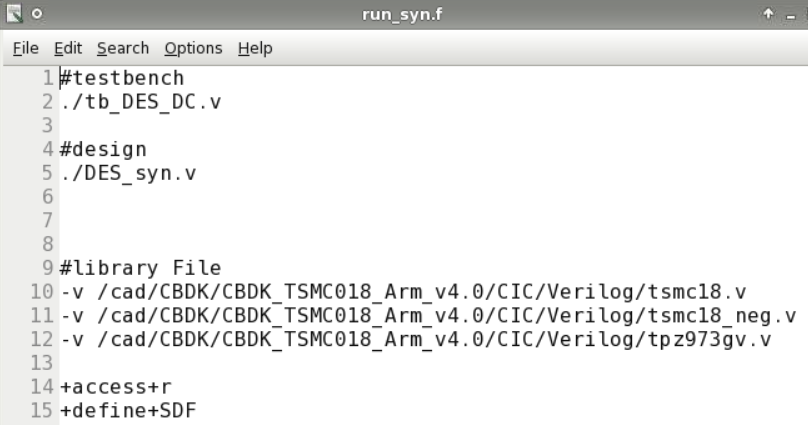 run_syn.f
File Edit Search Options Help
1 #testbench
2 ./tb_DES_DC.v
3
4 #design
5 ./DES_syn.v
6
7
8
9 #library File
10 -v /cad/CBDK/CBDK_TSMC018_Arm_v4.0/CIC/Verilog/tsmc18.v
11 -v /cad/CBDK/CBDK_TSMC018_Arm_v4.0/CIC/Verilog/tsmc18_neg.v
12 -v /cad/CBDK/CBDK_TSMC018_Arm_v4.0/CIC/Verilog/tpz973gv.v
13
14 +access+r
15 +define+SDF